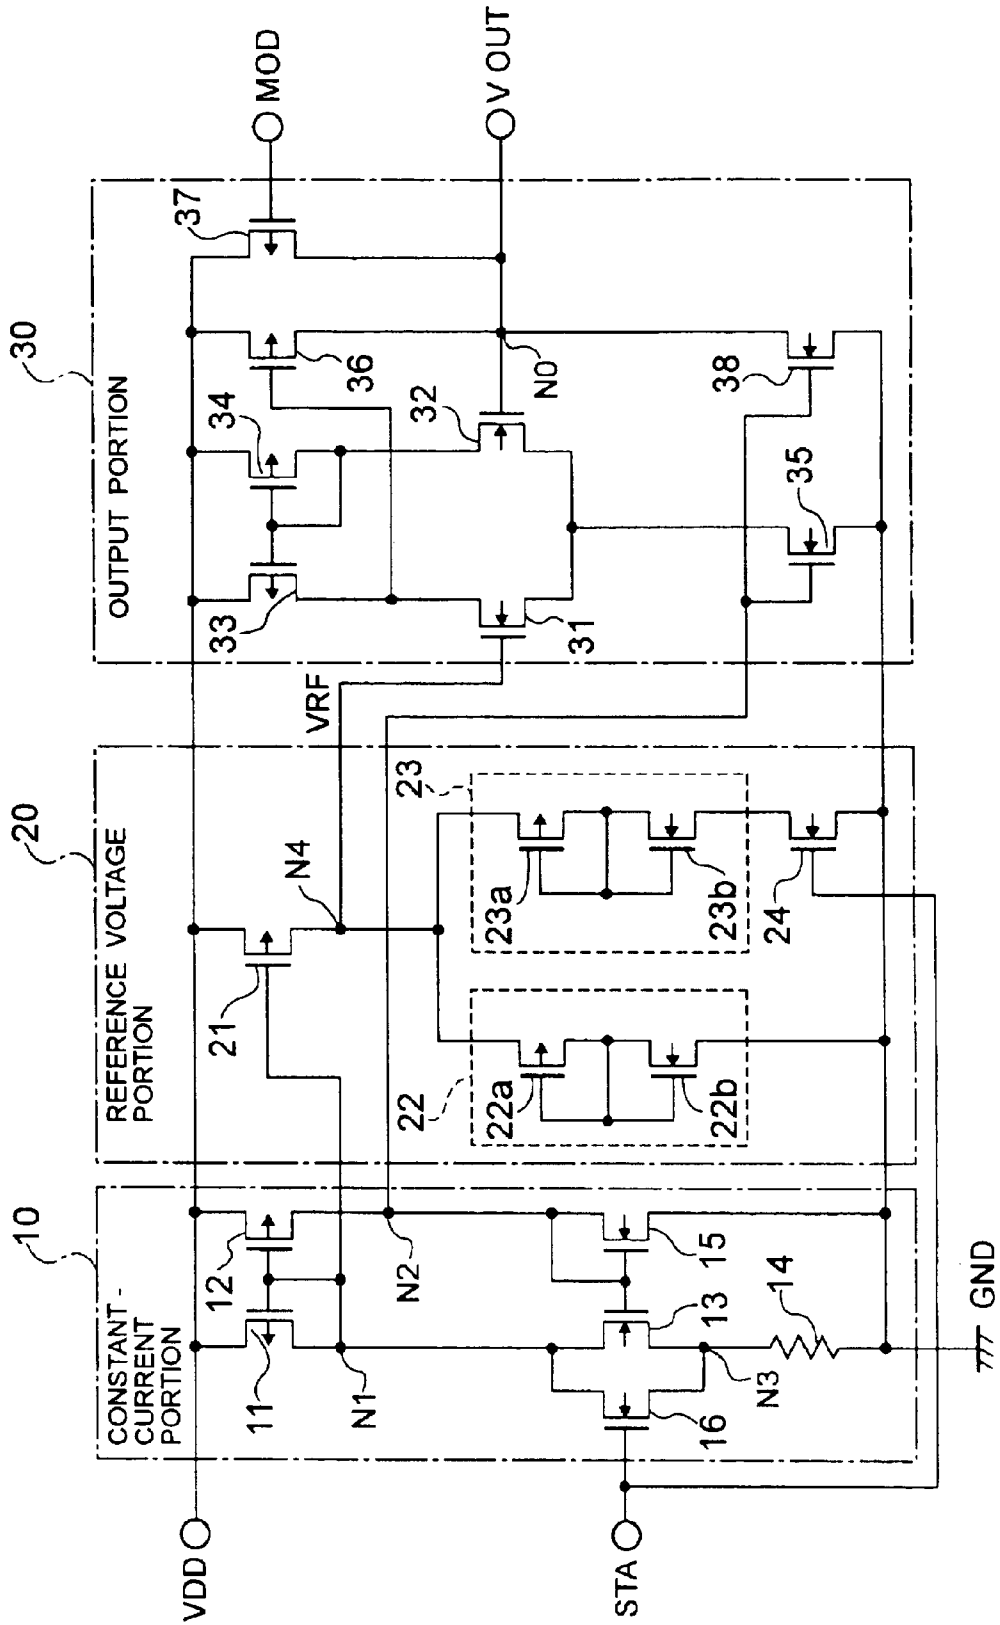 10
20
30
CONSTANT-
CURRENT
PORTION
REFERENCE VOLTAGE
PORTION
OUTPUT PORTION
VDD
11
12
N1
N2
16
13
15
N3
14
STA
GND
21
N4
VRF
22
22a
22b
23
23a
23b
24
33
34
36
37
MOD
31
32
N0
V OUT
35
38